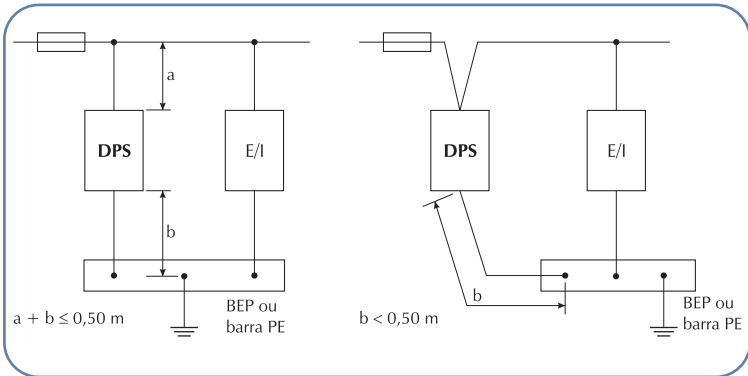 a
DPS
E/I
b
a + b ≤ 0,50 m
BEP ou
barra PE
DPS
E/I
b
b < 0,50 m
BEP ou
barra PE